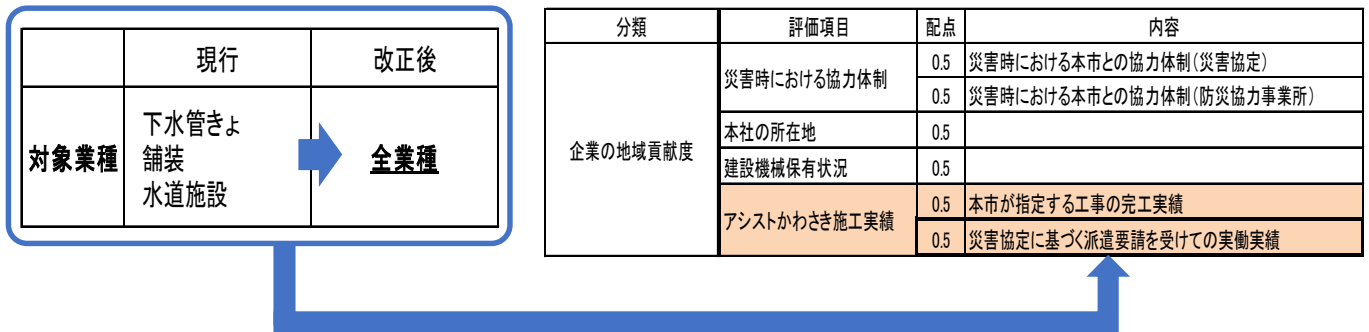 現行 改正後
対象業種
下水管きょ
舗装
水道施設
全業種
分類 評価項目 配点 内容
企業の地域貢献度
災害時における協力体制
0.5 災害時における本市との協力体制(災害協定)
0.5 災害時における本市との協力体制(防災協力事業所)
本社の所在地 0.5
建設機械保有状況 0.5
アシストかわさき施工実績
0.5 本市が指定する工事の完工実績
0.5 災害協定に基づく派遣要請を受けての実働実績